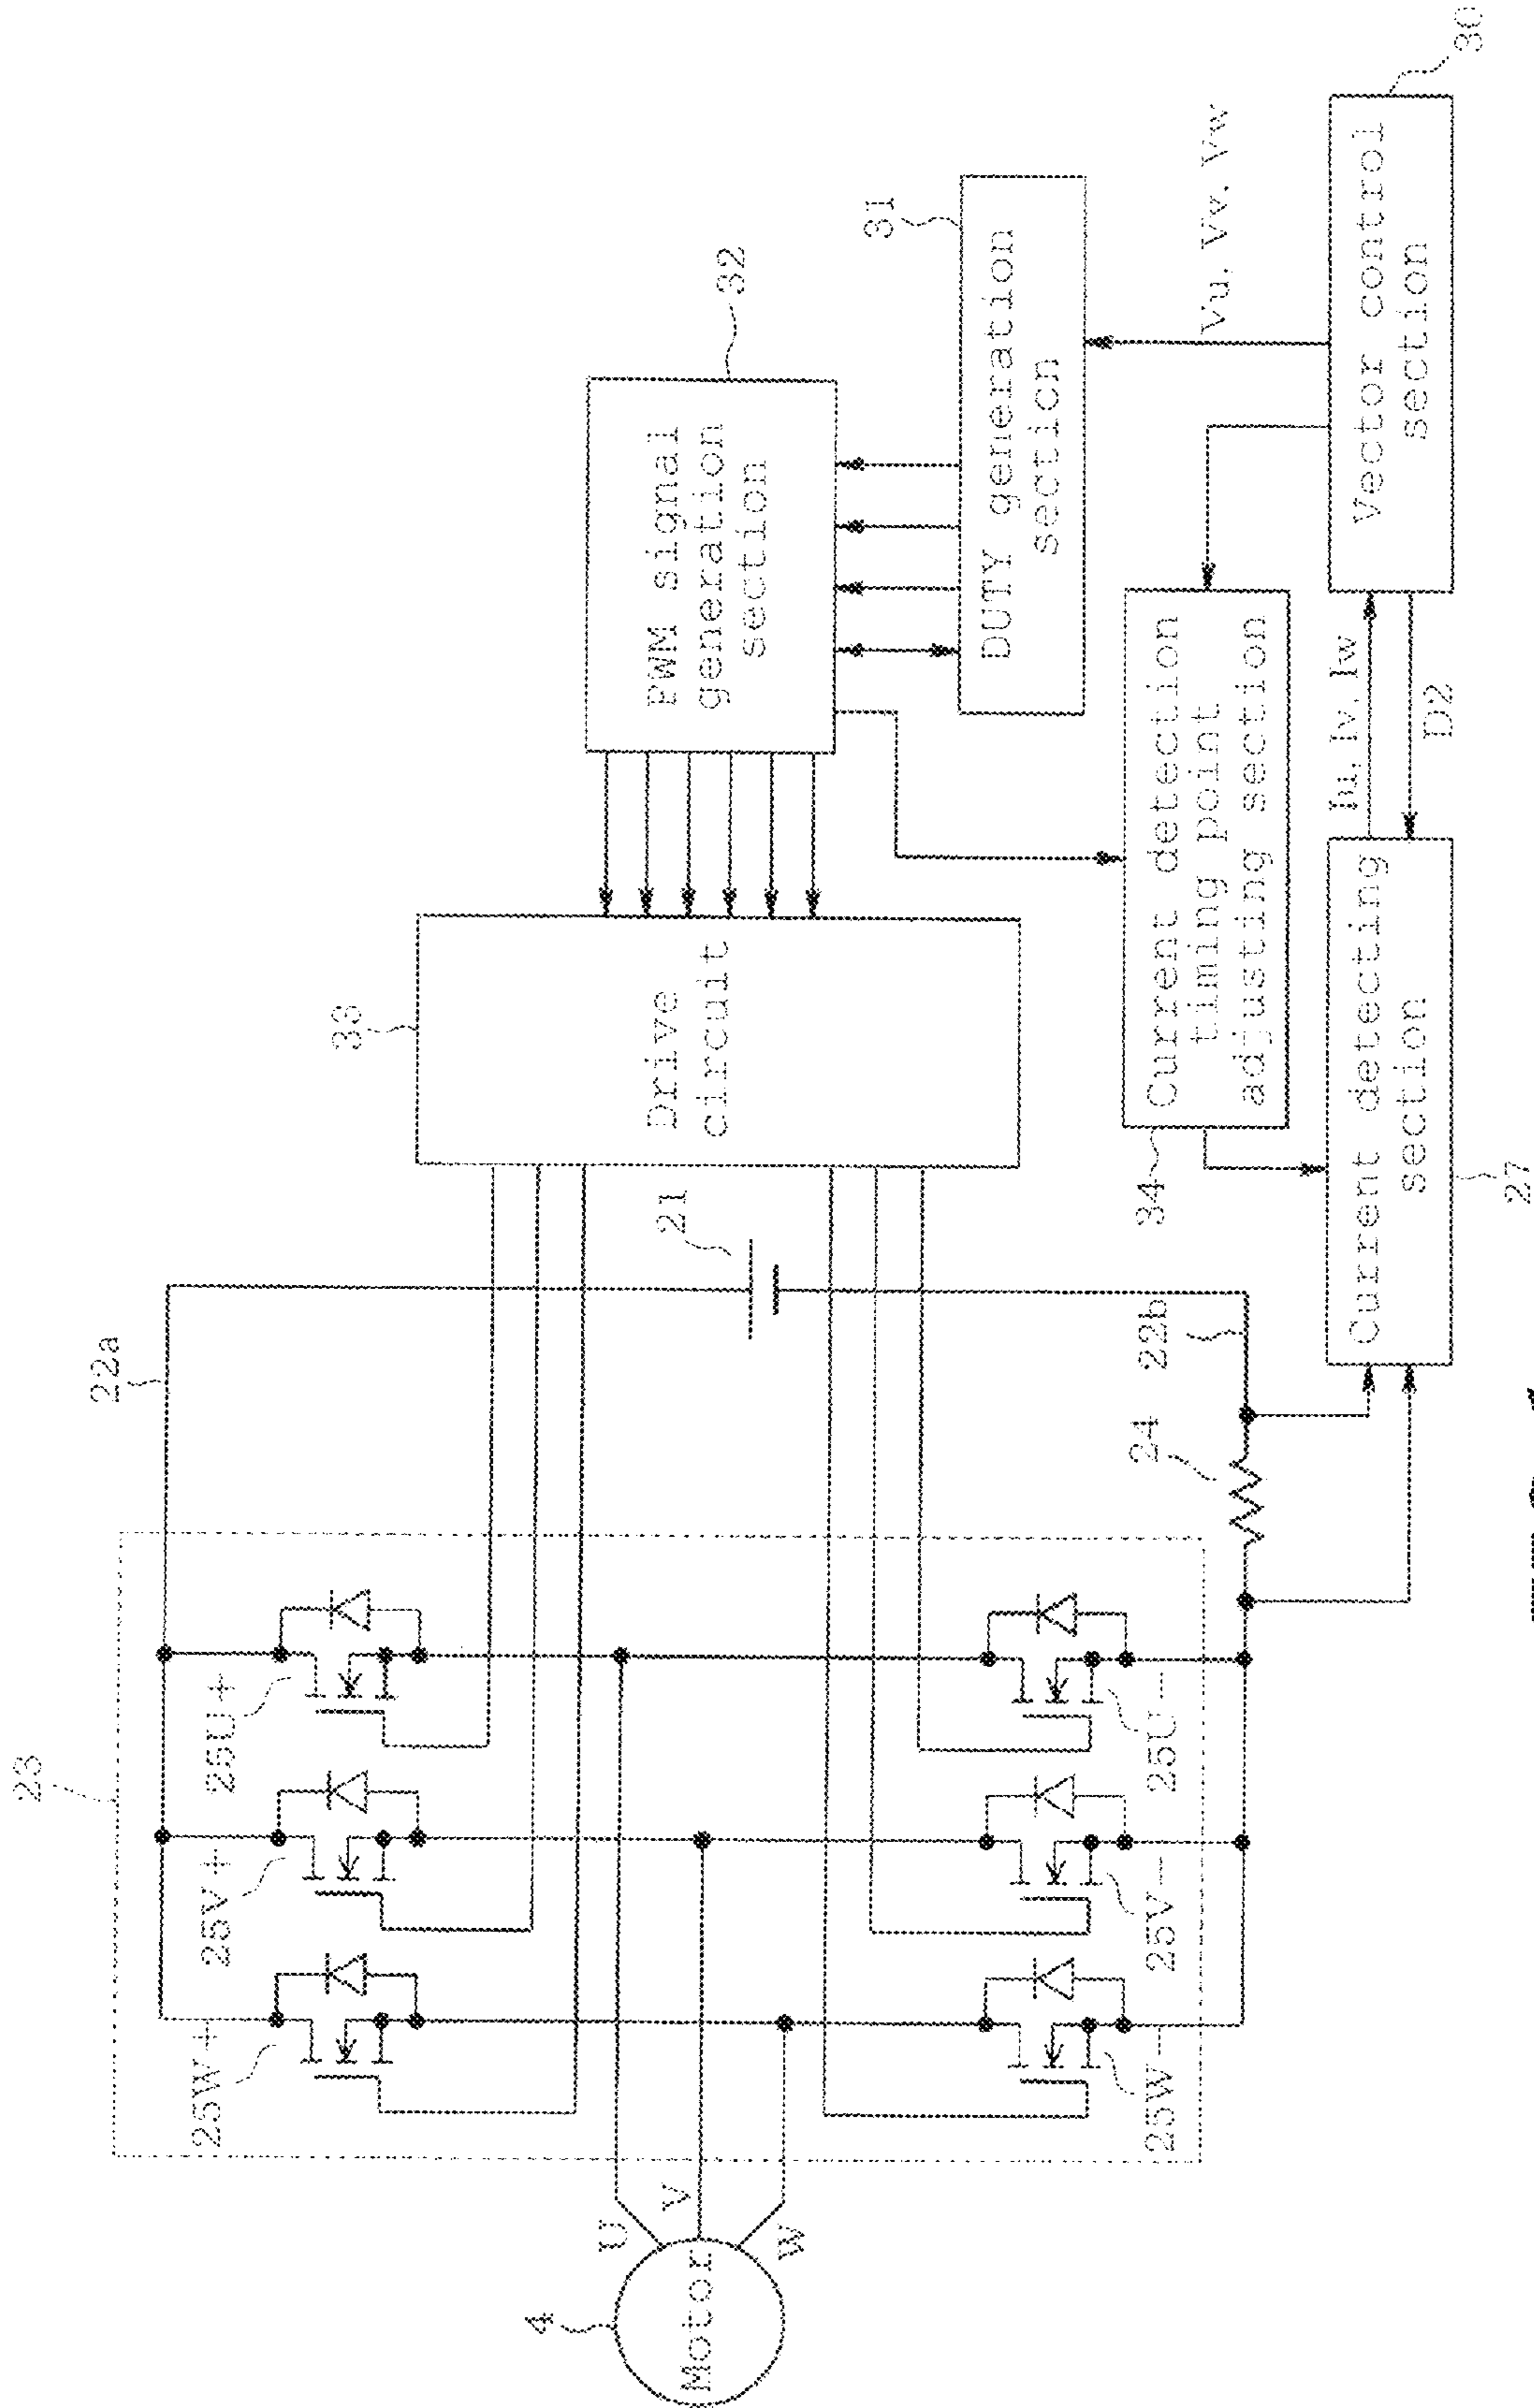 23
22a
33
32
31
30
25W+
25V+
25U+
21
Drive
circuit
PWM signal
generation
section
DUTY generation
section
Vu, Vv, Vw
4
Motor
U
V
W
25W-
25V-
25U-
24
22b
34
Current detection
timing point
adjusting section
Iu, Iv, Iw
D2
Current detecting
section
27
Vector control
section